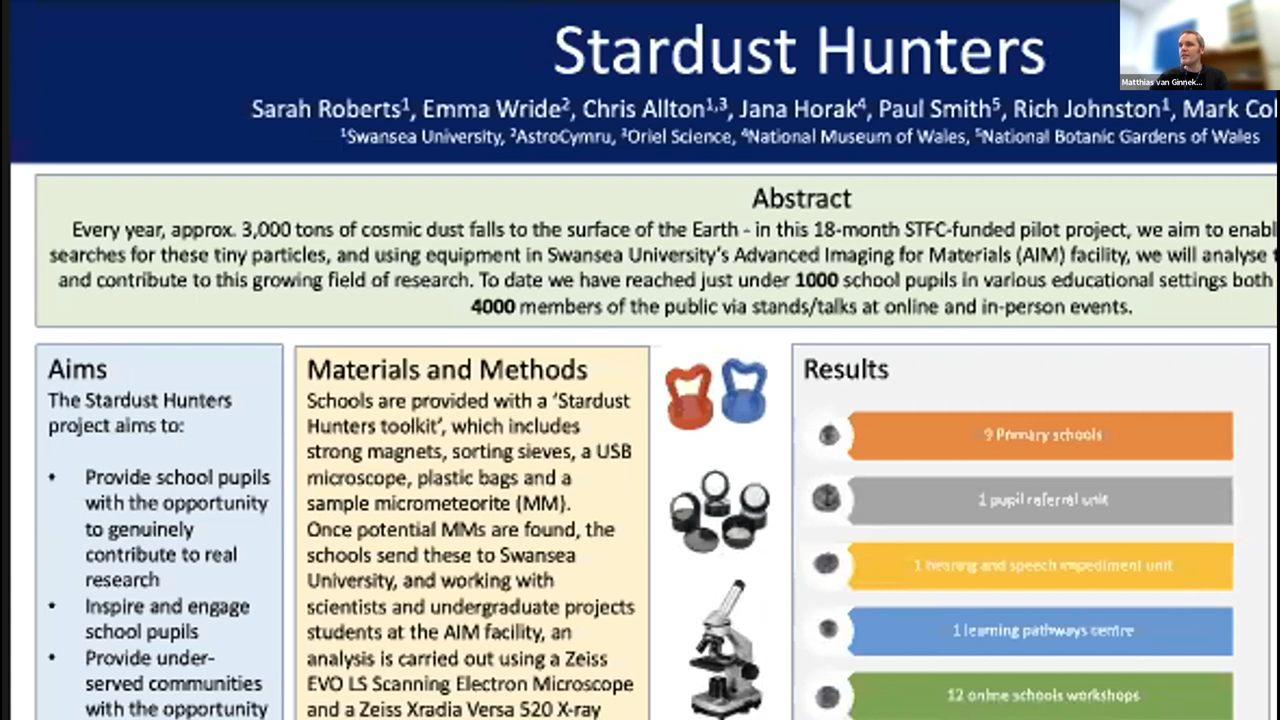 Stardust Hunters
Matthias van Ginnek...
Sarah Roberts¹, Emma Wride², Chris Allton¹,³, Jana Horak⁴, Paul Smith⁵, Rich Johnston¹, Mark Col
¹Swansea University, ²AstroCymru, ³Oriel Science, ⁴National Museum of Wales, ⁵National Botanic Gardens of Wales
Abstract
Every year, approx. 3,000 tons of cosmic dust falls to the surface of the Earth - in this 18-month STFC-funded pilot project, we aim to enabl
searches for these tiny particles, and using equipment in Swansea University's Advanced Imaging for Materials (AIM) facility, we will analyse
and contribute to this growing field of research. To date we have reached just under 1000 school pupils in various educational settings both
4000 members of the public via stands/talks at online and in-person events.
Aims
The Stardust Hunters
project aims to:
• Provide school pupils
with the opportunity
to genuinely
contribute to real
research
• Inspire and engage
school pupils
• Provide under-
served communities
with the opportunity
Materials and Methods
Schools are provided with a 'Stardust
Hunters toolkit', which includes
strong magnets, sorting sieves, a USB
microscope, plastic bags and a
sample micrometeorite (MM).
Once potential MMs are found, the
schools send these to Swansea
University, and working with
scientists and undergraduate projects
students at the AIM facility, an
analysis is carried out using a Zeiss
EVO LS Scanning Electron Microscope
and a Zeiss Xradia Versa 520 X-ray
Results
9 Primary schools
1 pupil referral unit
1 hearing and speech impediment unit
1 learning pathways centre
12 online schools workshops